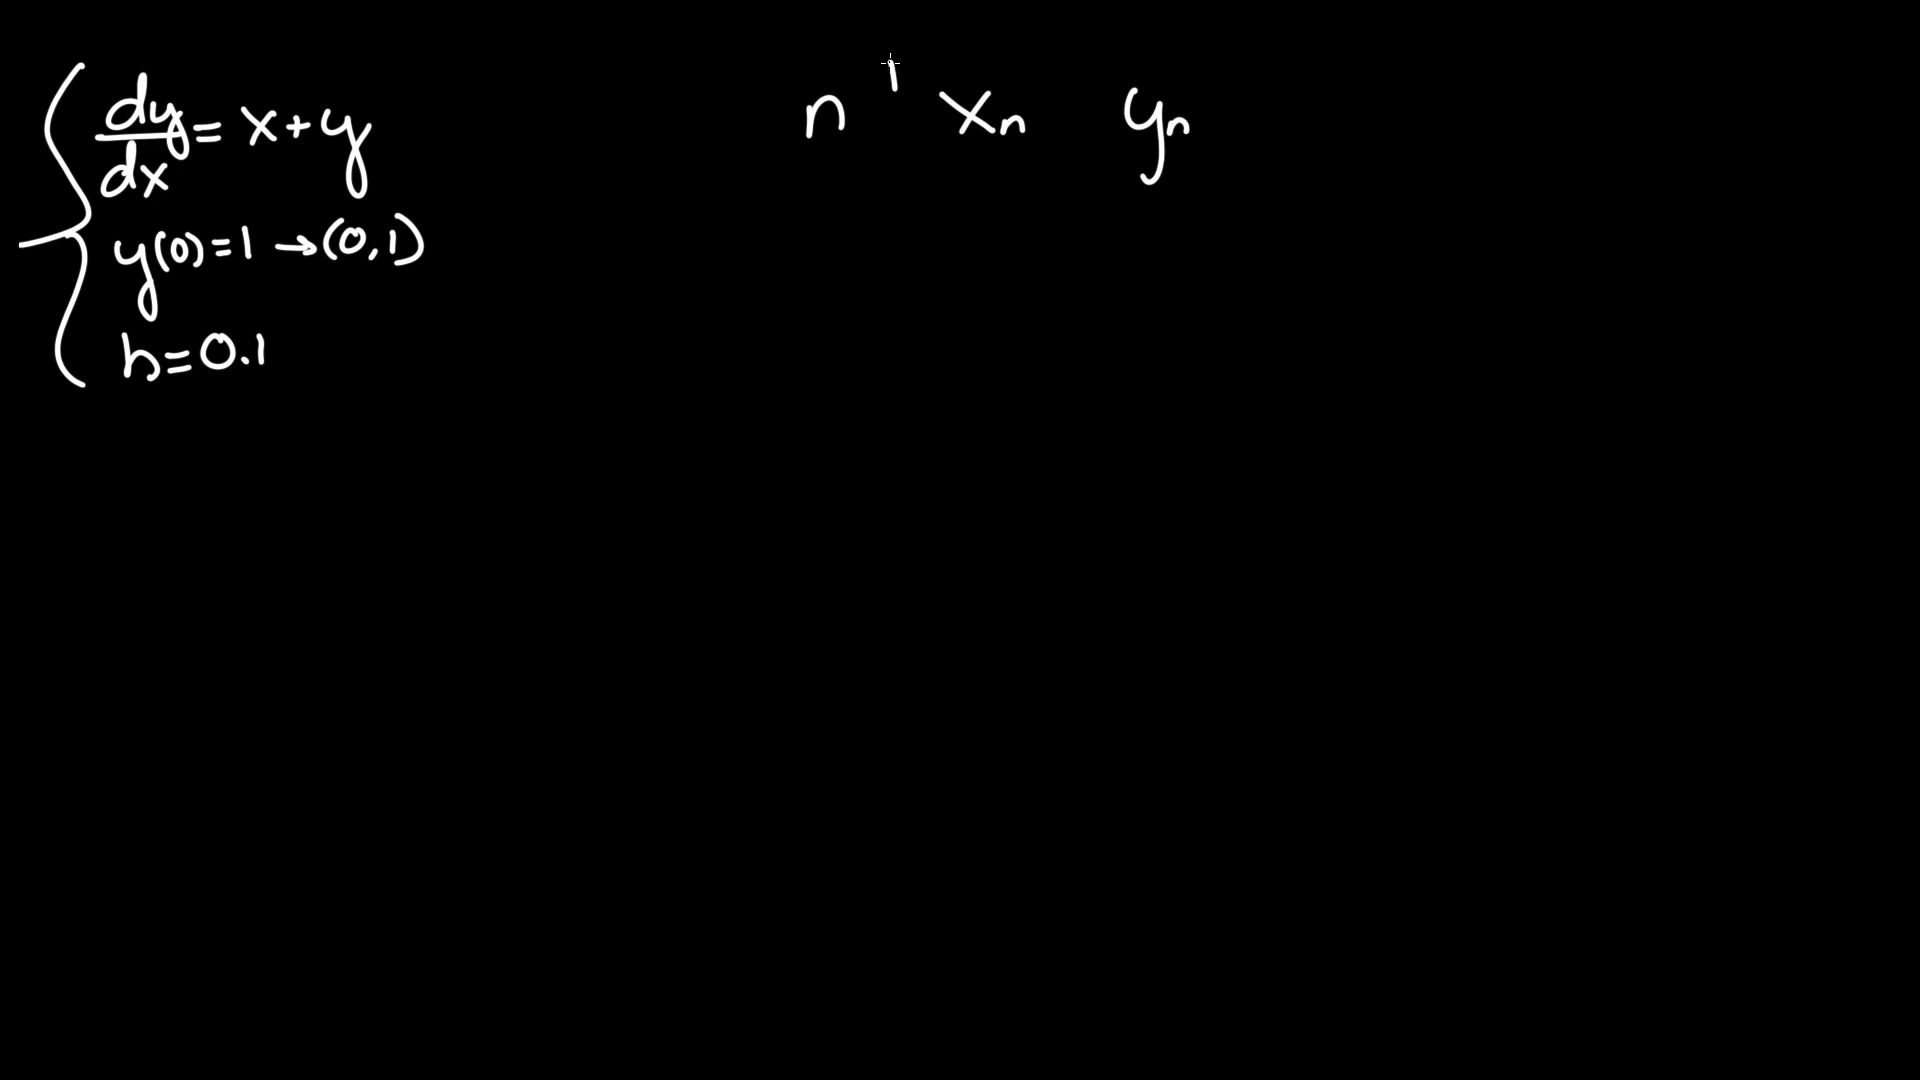 dy/dx = x+y
y(0)=1 →(0,1)
h=0.1
n xₙ yₙ